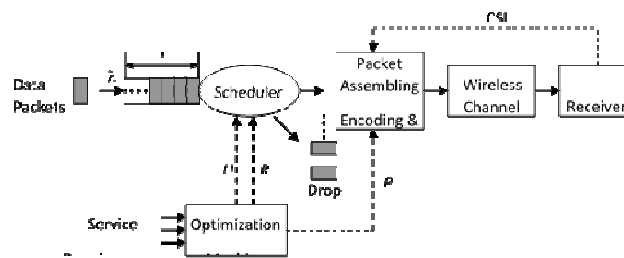 CSI
Data
Packets
λ
Scheduler
Packet
Assembling
Encoding &
Wireless
Channel
Receiver
Drop
R
ρ
Service
Optimization